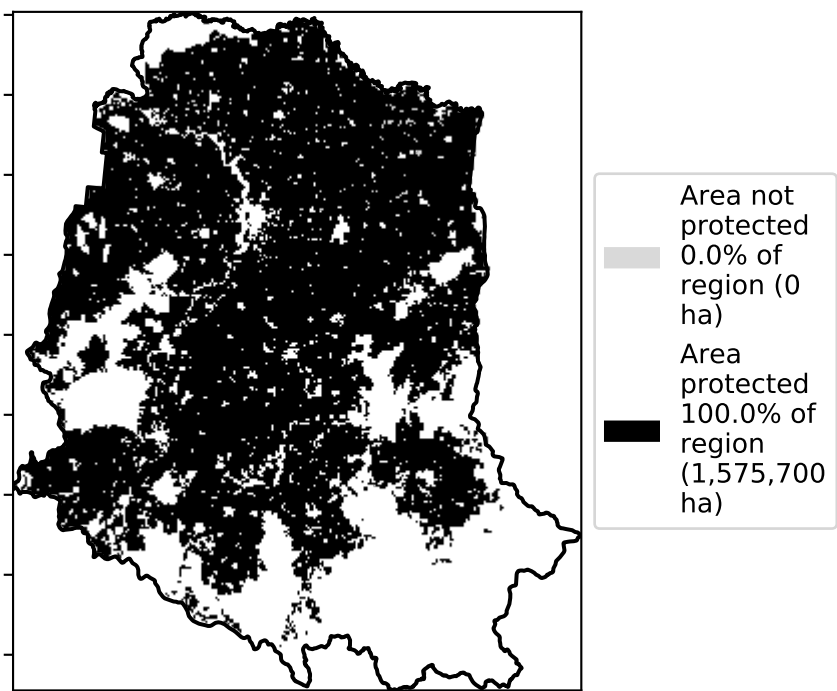 Area not
protected
0.0% of
region (0
ha)
Area
protected
100.0% of
region
(1,575,700
ha)